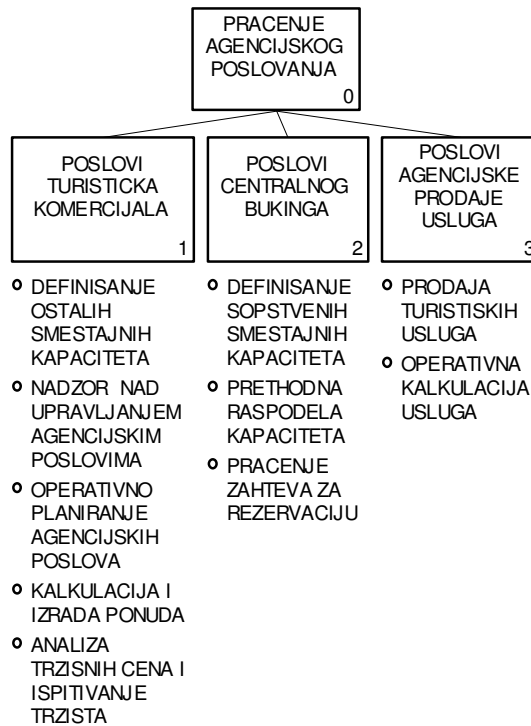 PRACENJE
AGENCIJSKOG
POSLOVANJA
0
POSLOVI
TURISTICKA
KOMERCIJALA
1
POSLOVI
CENTRALNOG
BUKINGA
2
POSLOVI
AGENCIJSKE
PRODAJE
USLUGA
3
DEFINISANJE
OSTALIH
SMESTAJNIH
KAPACITETA
NADZOR NAD
UPRAVLJANJEM
AGENCIJSKIM
POSLOVIMA
OPERATIVNO
PLANIRANJE
AGENCIJSKIH
POSLOVA
KALKULACIJA I
IZRADA PONUDA
ANALIZA
TRZISNIH CENA I
ISPITIVANJE
TRZISTA
DEFINISANJE
SOPSTVENIH
SMESTAJNIH
KAPACITETA
PRETHODNA
RASPODELA
KAPACITETA
PRACENJE
ZAHTEVA ZA
REZERVACIJU
PRODAJA
TURISTISKIH
USLUGA
OPERATIVNA
KALKULACIJA
USLUGA